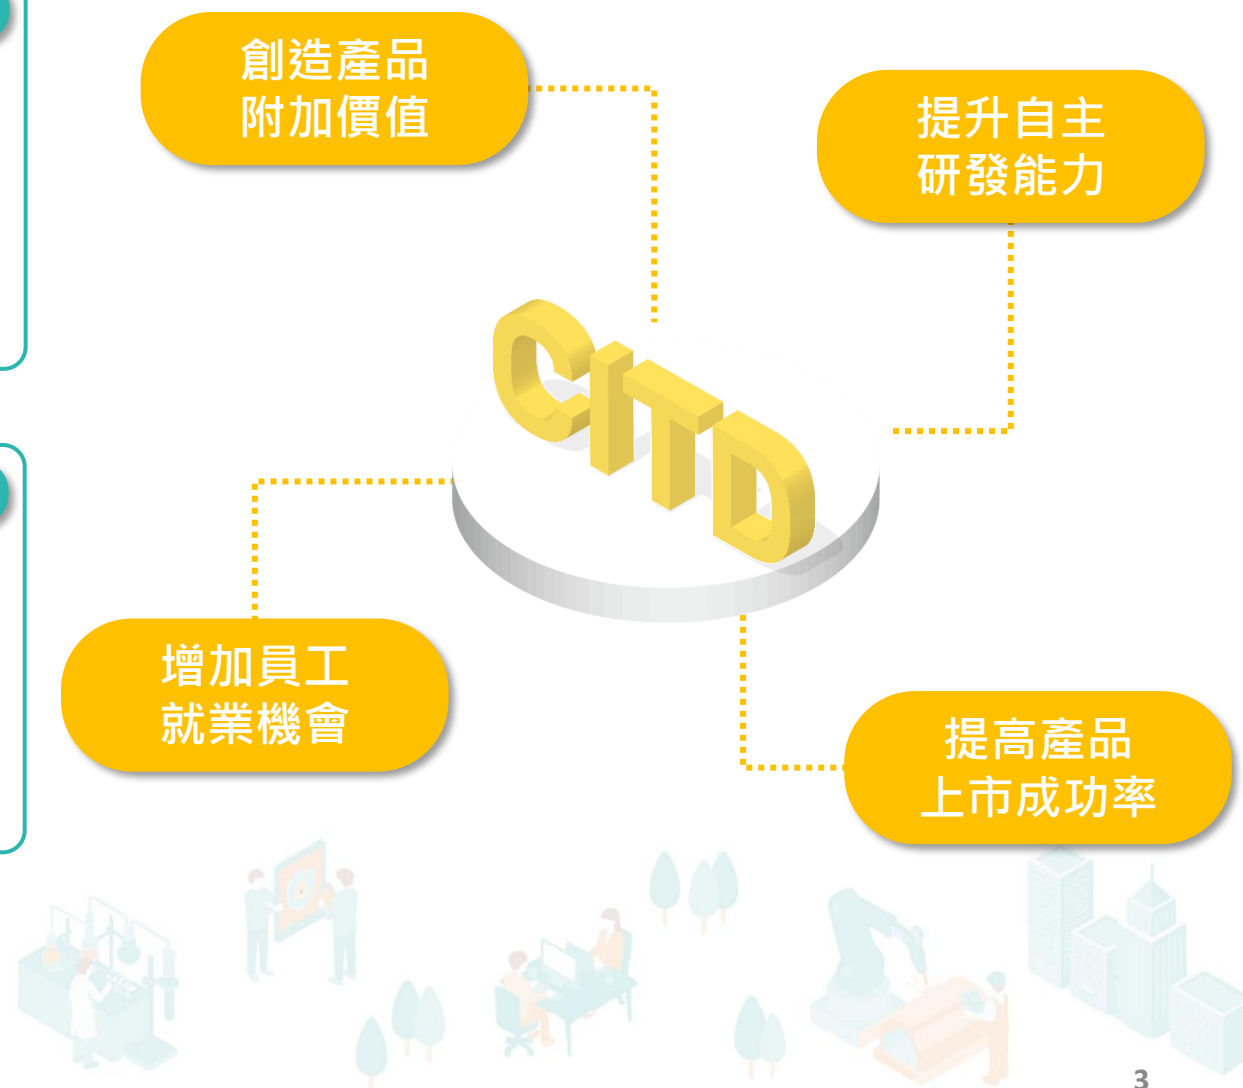 創造產品
附加價值
提升自主
研發能力
CITD
增加員工
就業機會
提高產品
上市成功率
3